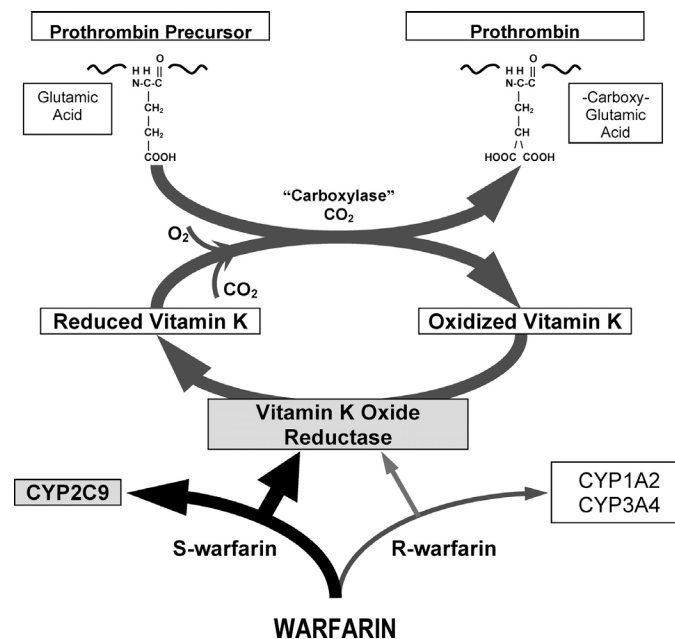 Prothrombin Precursor
Prothrombin
Glutamic
Acid
H H O
N-C-C
CH2
CH2
COOH
H H O
N-C-C
CH2
CH
HOOC COOH
-Carboxy-
Glutamic
Acid
“Carboxylase”
CO2
O2
CO2
Reduced Vitamin K
Oxidized Vitamin K
Vitamin K Oxide
Reductase
CYP2C9
CYP1A2
CYP3A4
S-warfarin
R-warfarin
WARFARIN